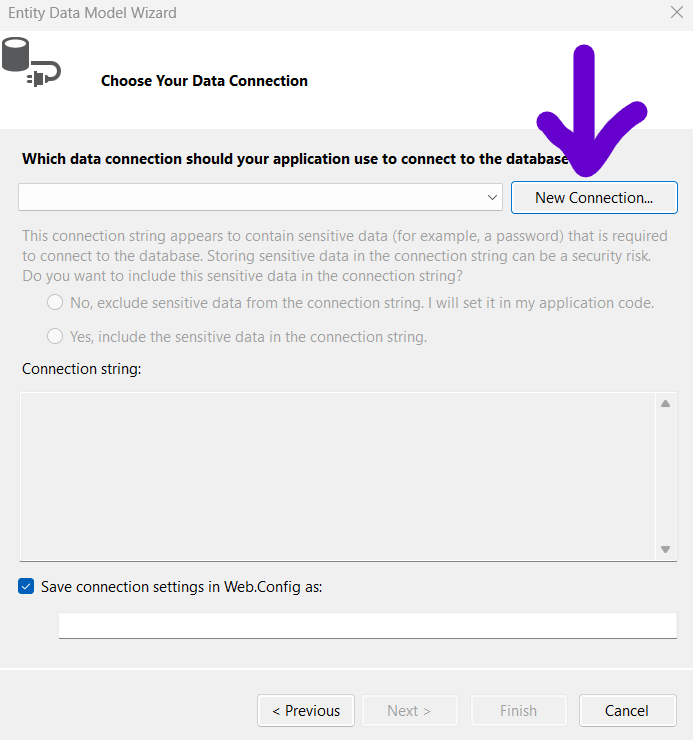 Entity Data Model Wizard
Choose Your Data Connection
Which data connection should your application use to connect to the database
New Connection...
This connection string appears to contain sensitive data (for example, a password) that is required
to connect to the database. Storing sensitive data in the connection string can be a security risk.
Do you want to include this sensitive data in the connection string?
No, exclude sensitive data from the connection string. I will set it in my application code.
Yes, include the sensitive data in the connection string.
Connection string:
Save connection settings in Web.Config as:
< Previous
Next >
Finish
Cancel